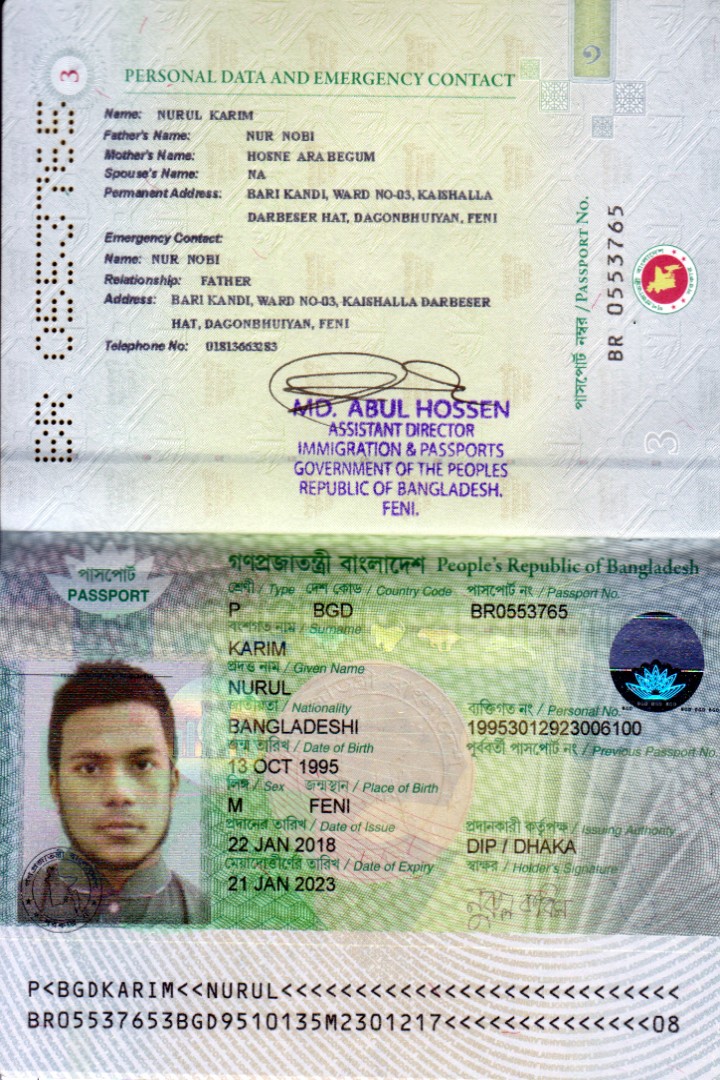 3
PERSONAL DATA AND EMERGENCY CONTACT
Name: NURUL KARIM
Father's Name: NUR NOBI
Mother's Name: HOSNE ARA BEGUM
Spouse's Name: NA
Permanent Address: BARI KANDI, WARD NO-03, KAISHALLA
DARBESER HAT, DAGONBHUIYAN, FENI
Emergency Contact:
Name: NUR NOBI
Relationship: FATHER
Address: BARI KANDI, WARD NO-03, KAISHALLA DARBESER
HAT, DAGONBHUIYAN, FENI
Telephone No: 01813663283
MD. ABUL HOSSEN
ASSISTANT DIRECTOR
IMMIGRATION & PASSPORTS
GOVERNMENT OF THE PEOPLES
REPUBLIC OF BANGLADESH.
FENI.
BR 0553765
পাসপোর্ট নম্বর / PASSPORT No.
BR 0553765
3
গণপ্রজাতন্ত্রী বাংলাদেশ People's Republic of Bangladesh
পাসপোর্ট
PASSPORT
শ্রেণী / Type দেশ কোড / Country Code পাসপোর্ট নং / Passport No.
P BGD BR0553765
বংশগত নাম / Surname
KARIM
প্রদত্ত নাম / Given Name
NURUL
জাতীয়তা / Nationality ব্যক্তিগত নং / Personal No.
BANGLADESHI 19953012923006100
জন্ম তারিখ / Date of Birth পূর্ববর্তী পাসপোর্ট নং / Previous Passport No.
13 OCT 1995
লিঙ্গ / Sex জন্মস্থান / Place of Birth
M FENI
প্রদানের তারিখ / Date of Issue প্রদানকারী কর্তৃপক্ষ / Issuing Authority
22 JAN 2018 DIP / DHAKA
মেয়াদোত্তীর্ণের তারিখ / Date of Expiry স্বাক্ষর / Holder's Signature
21 JAN 2023
নুরুল করিম
P<BGDKARIM<<NURUL<<<<<<<<<<<<<<<<<<<<<<<<<<<
BR05537653BGD9510135M2301217<<<<<<<<<<<<<<08